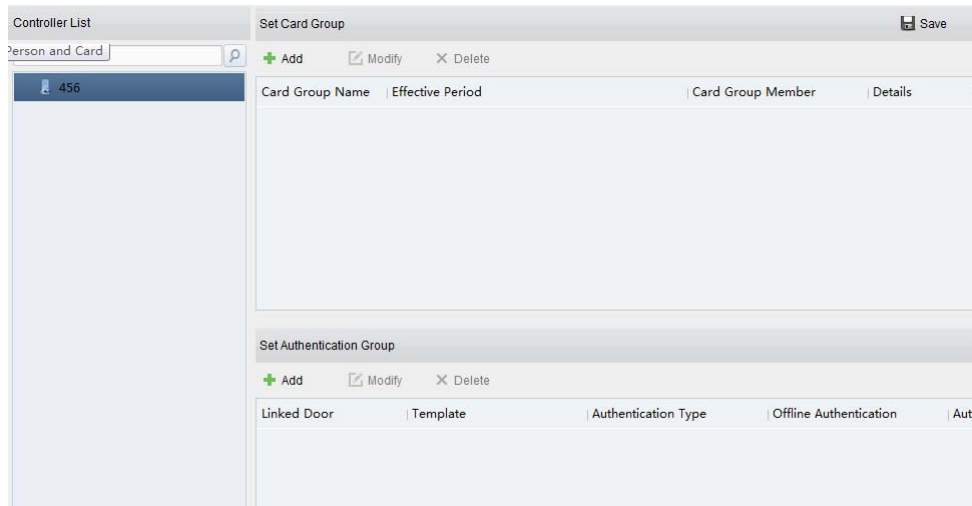 Controller List
Person and Card
456
Set Card Group
Save
Add Modify Delete
Card Group Name Effective Period Card Group Member Details
Set Authentication Group
Add Modify Delete
Linked Door Template Authentication Type Offline Authentication Aut